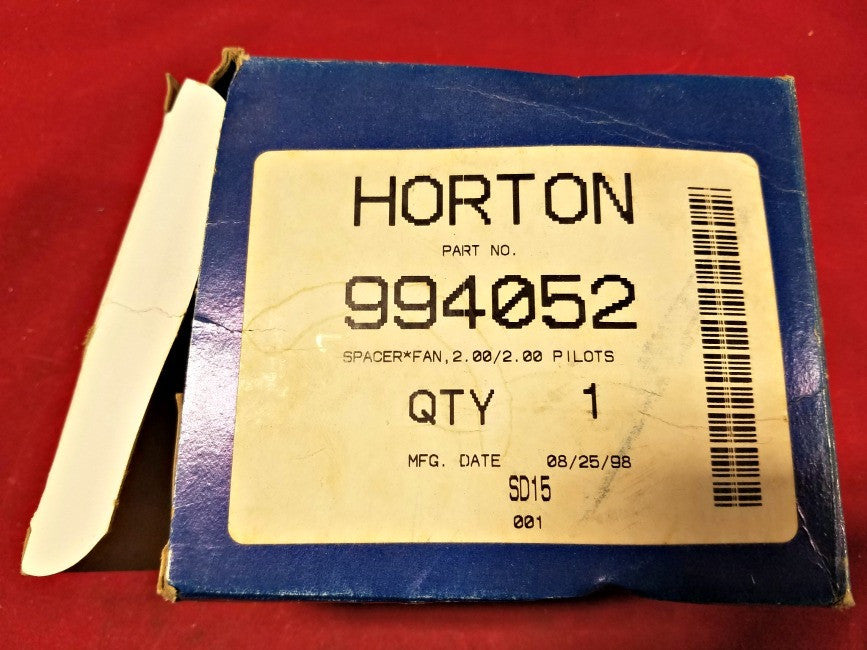 HORTON
PART NO.
994052
SPACER*FAN,2.00/2.00 PILOTS
QTY 1
MFG. DATE 08/25/98
SD15
001